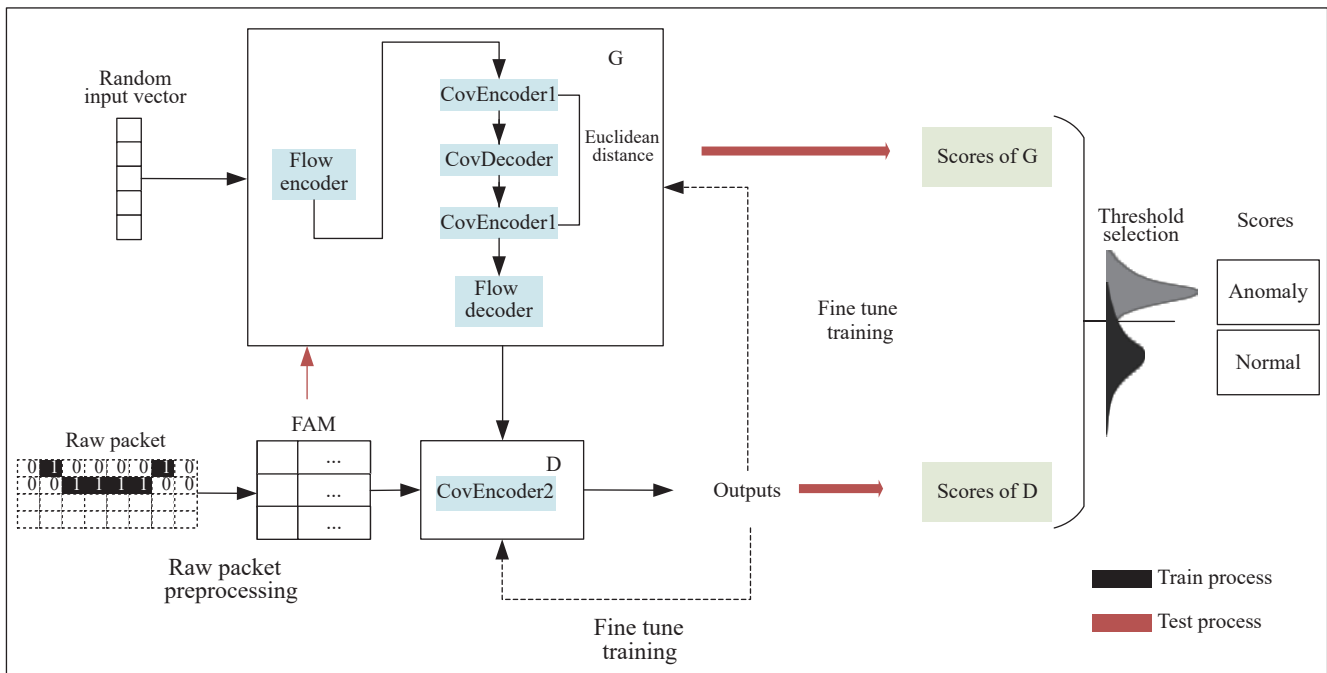 Random
input vector
G
CovEncoder1
Euclidean
distance
Flow
encoder
CovDecoder
CovEncoder1
Flow
decoder
Scores of G
Threshold
selection
Scores
Anomaly
Normal
Fine tune
training
FAM
Raw packet
0 1 0 0 0 0 1 0
0 0 1 1 1 1 0 0
...
...
...
Raw packet
preprocessing
D
CovEncoder2
Outputs
Scores of D
Fine tune
training
Train process
Test process